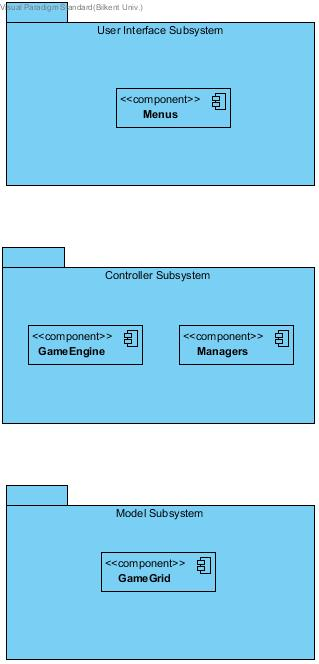 Visual Paradigm Standard(Bilkent Univ.)
User Interface Subsystem
<<component>>
Menus
Controller Subsystem
<<component>>
GameEngine
<<component>>
Managers
Model Subsystem
<<component>>
GameGrid